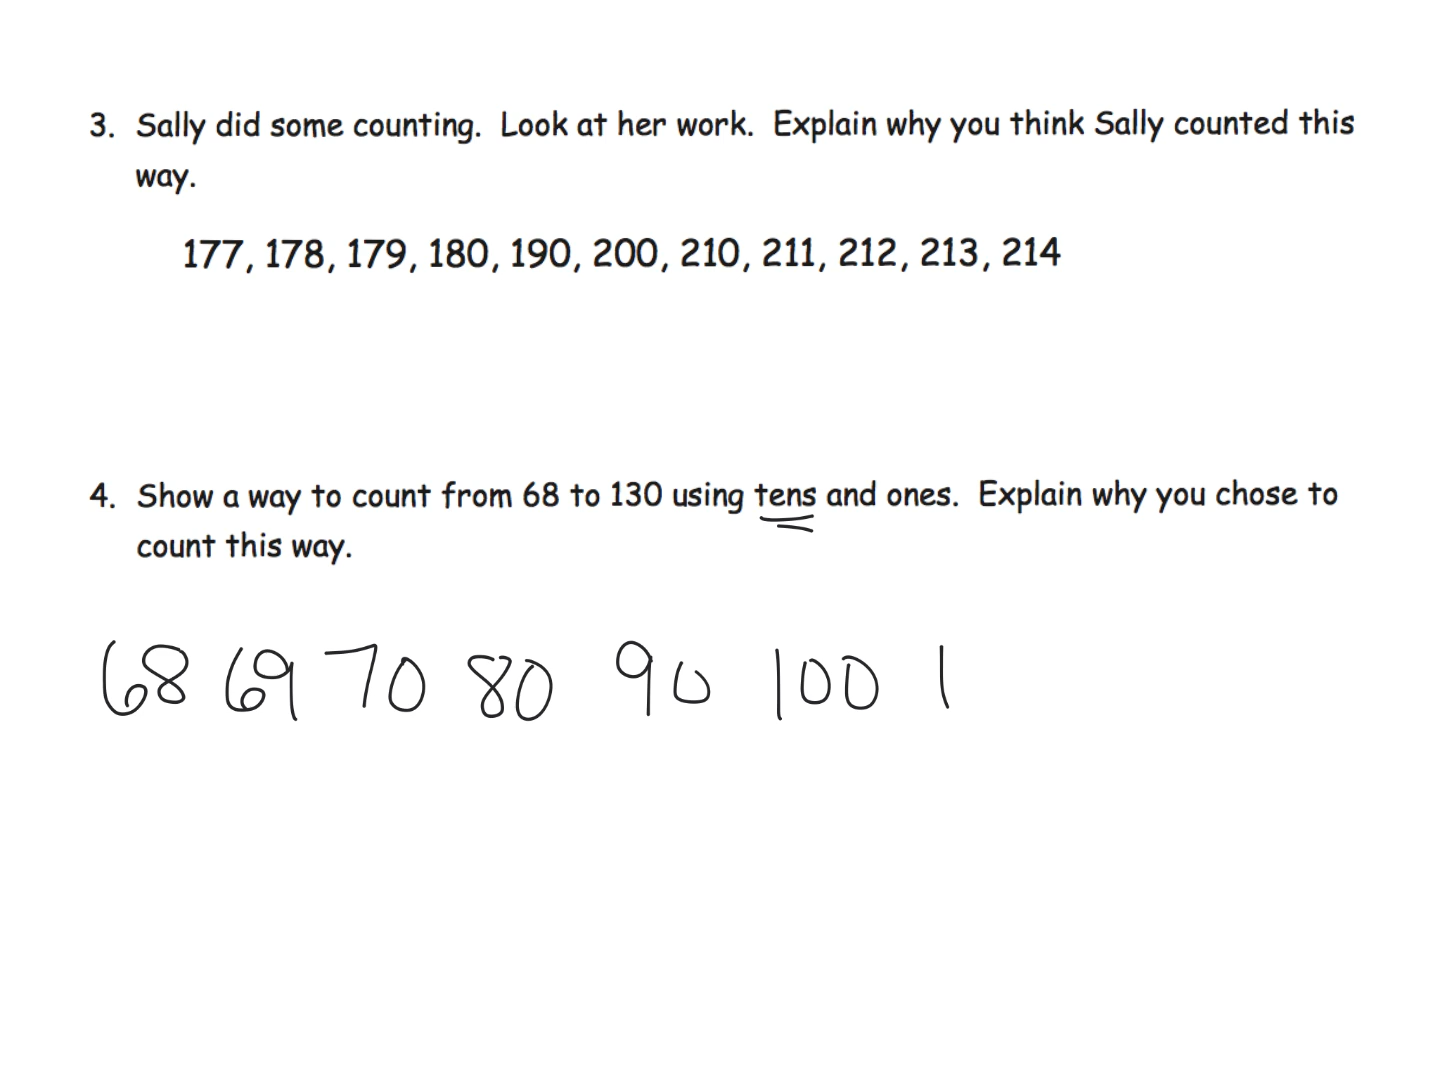 3. Sally did some counting. Look at her work. Explain why you think Sally counted this
way.
177, 178, 179, 180, 190, 200, 210, 211, 212, 213, 214
4. Show a way to count from 68 to 130 using tens and ones. Explain why you chose to
count this way.
68 69 70 80 90 100 1